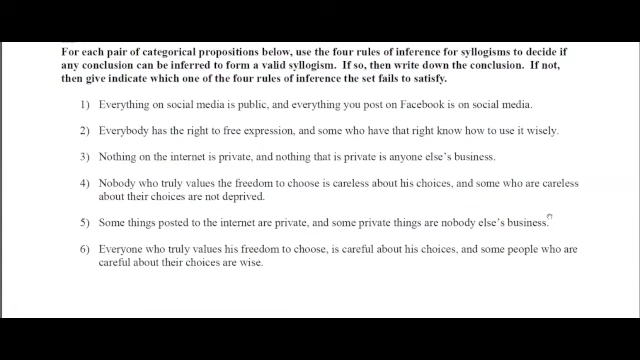 For each pair of categorical propositions below, use the four rules of inference for syllogisms to decide if
any conclusion can be inferred to form a valid syllogism. If so, then write down the conclusion. If not,
then give indicate which one of the four rules of inference the set fails to satisfy.
1) Everything on social media is public, and everything you post on Facebook is on social media.
2) Everybody has the right to free expression, and some who have that right know how to use it wisely.
3) Nothing on the internet is private, and nothing that is private is anyone else's business.
4) Nobody who truly values the freedom to choose is careless about his choices, and some who are careless
about their choices are not deprived.
5) Some things posted to the internet are private, and some private things are nobody else's business.
6) Everyone who truly values his freedom to choose, is careful about his choices, and some people who are
careful about their choices are wise.